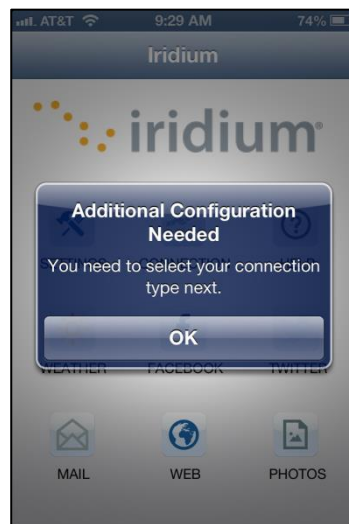 AT&T 9:29 AM 74%
Iridium
iridium®
Additional Configuration
Needed
You need to select your connection
type next.
OK
WEATHER FACEBOOK TWITTER
MAIL WEB PHOTOS